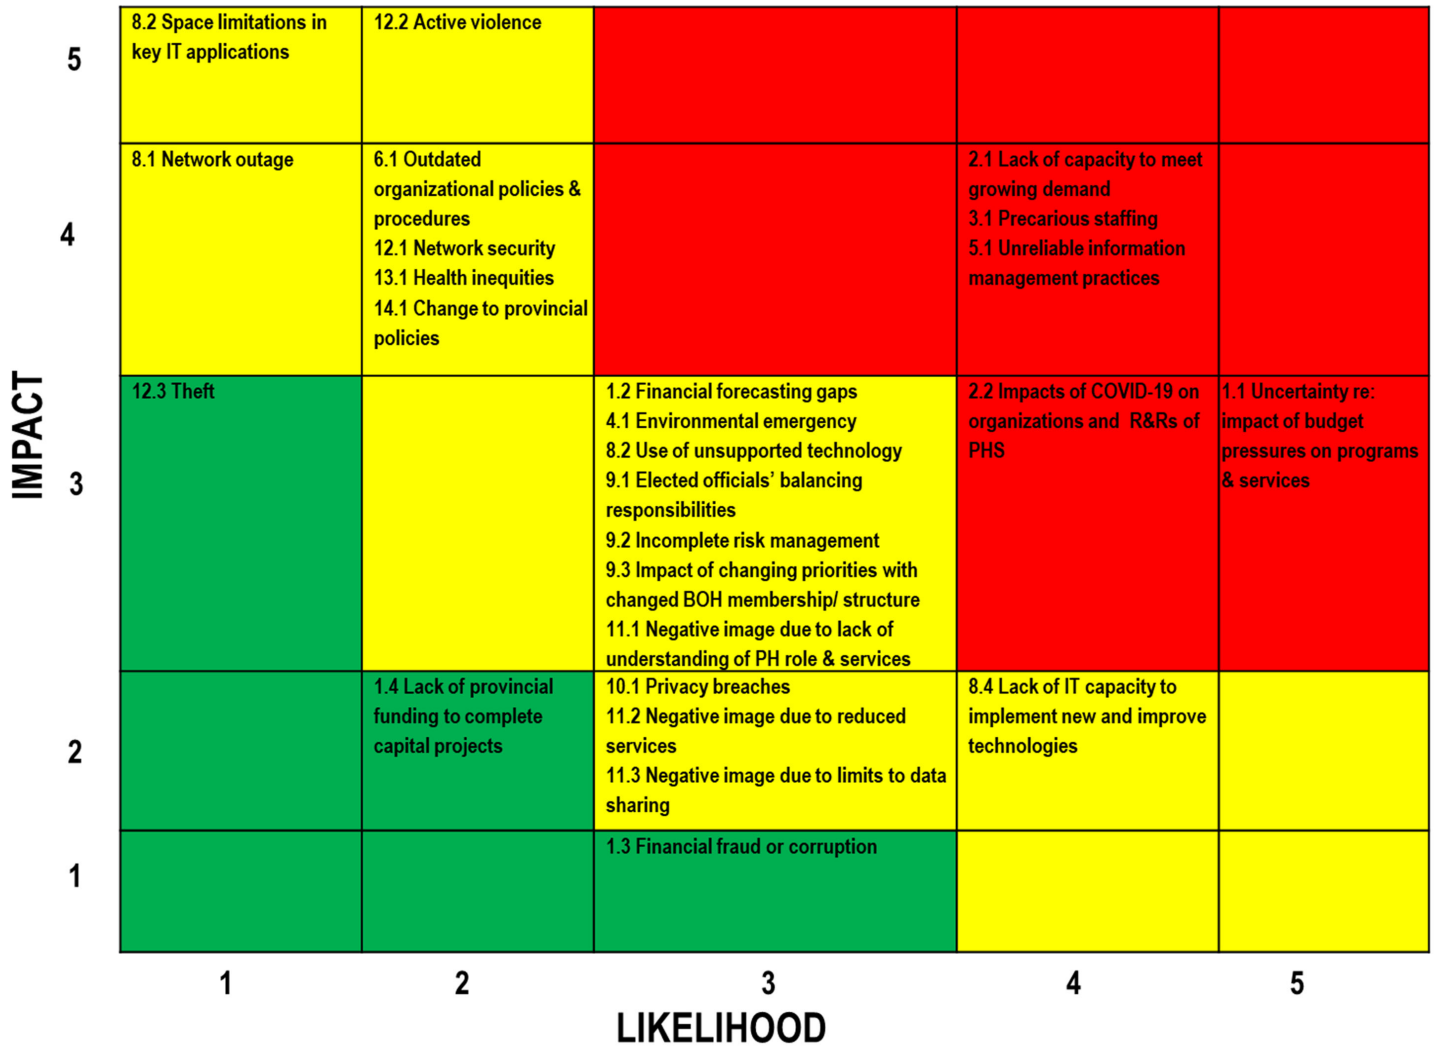 5
8.2 Space limitations in
key IT applications
12.2 Active violence
4
8.1 Network outage
6.1 Outdated
organizational policies &
procedures
12.1 Network security
13.1 Health inequities
14.1 Change to provincial
policies
2.1 Lack of capacity to meet
growing demand
3.1 Precarious staffing
5.1 Unreliable information
management practices
IMPACT
3
12.3 Theft
1.2 Financial forecasting gaps
4.1 Environmental emergency
8.2 Use of unsupported technology
9.1 Elected officials’ balancing
responsibilities
9.2 Incomplete risk management
9.3 Impact of changing priorities with
changed BOH membership/ structure
11.1 Negative image due to lack of
understanding of PH role & services
2.2 Impacts of COVID-19 on
organizations and R&Rs of
PHS
1.1 Uncertainty re:
impact of budget
pressures on programs
& services
2
1.4 Lack of provincial
funding to complete
capital projects
10.1 Privacy breaches
11.2 Negative image due to reduced
services
11.3 Negative image due to limits to data
sharing
8.4 Lack of IT capacity to
implement new and improve
technologies
1
1.3 Financial fraud or corruption
1
2
3
4
5
LIKELIHOOD